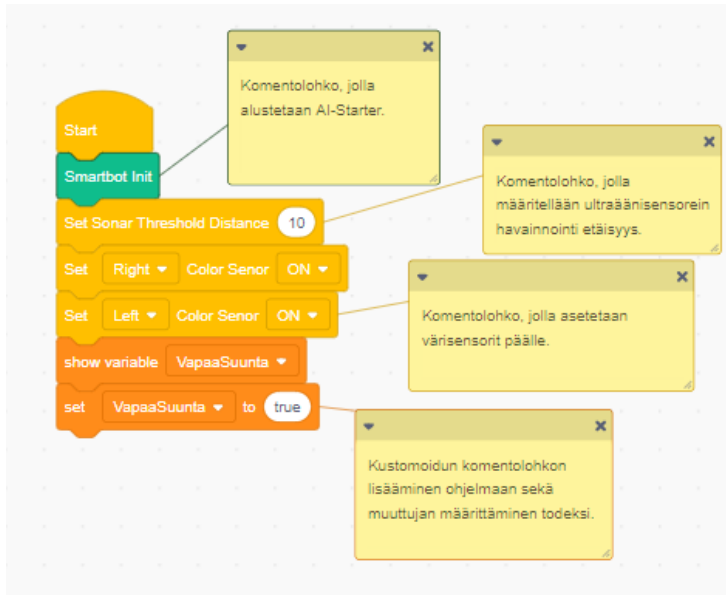 Start
Smartbot Init
Set Sonar Threshold Distance 10
Set Right Color Senor ON
Set Left Color Senor ON
show variable VapaaSuunta
set VapaaSuunta to true
Komentolohko, jolla
alustetaan AI-Starter.
Komentolohko, jolla
määritellään ultraäänisensorein
havainnointi etäisyys.
Komentolohko, jolla asetetaan
värisensorit päälle.
Kustomoidun komentolohkon
lisääminen ohjelmaan sekä
muuttujan määrittäminen todeksi.